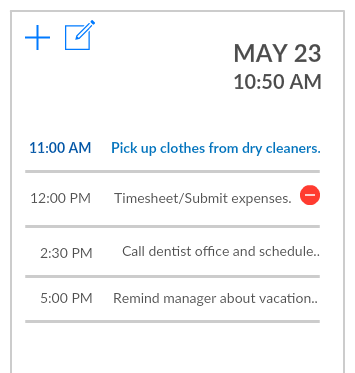 MAY 23
10:50 AM
11:00 AM Pick up clothes from dry cleaners.
12:00 PM Timesheet/Submit expenses.
2:30 PM Call dentist office and schedule..
5:00 PM Remind manager about vacation..